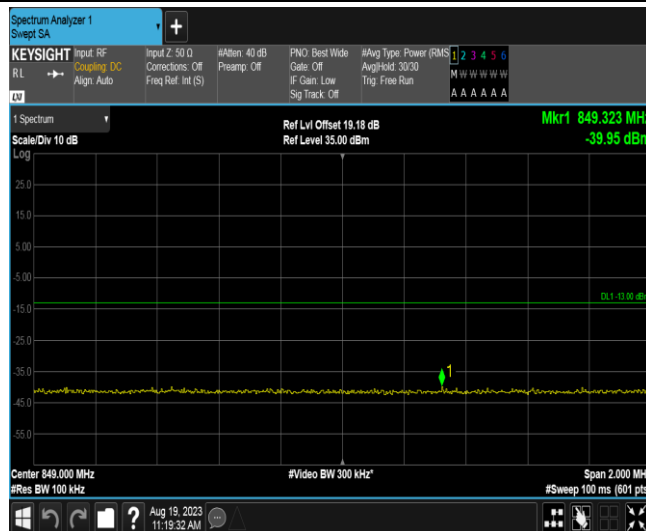 Spectrum Analyzer 1
Swept SA
+
KEYSIGHT
RL
LXI
Input: RF
Coupling: DC
Align: Auto
Input Z: 50 Ω
Corrections: Off
Freq Ref: Int (S)
#Atten: 40 dB
Preamp: Off
PNO: Best Wide
Gate: Off
IF Gain: Low
Sig Track: Off
#Avg Type: Power (RMS
Avg|Hold: 30/30
Trig: Free Run
1 2 3 4 5 6
M W W W W W
A A A A A A
1 Spectrum
Scale/Div 10 dB
Log
Ref Lvl Offset 19.18 dB
Ref Level 35.00 dBm
Mkr1 849.323 MHz
-39.95 dBm
25.0
15.0
5.00
-5.00
DL1 -13.00 dBm
-15.0
-25.0
1
-35.0
-45.0
-55.0
Center 849.000 MHz
#Video BW 300 kHz*
Span 2.000 MH
#Res BW 100 kHz
#Sweep 100 ms (601 pts
?
Aug 19, 2023
11:19:32 AM